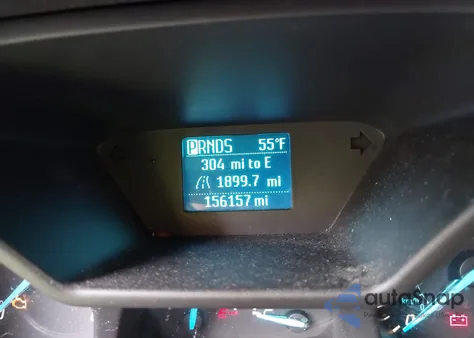 PRNDS 55°F
304 mi to E
1899.7 mi
156157 mi
autoSnap